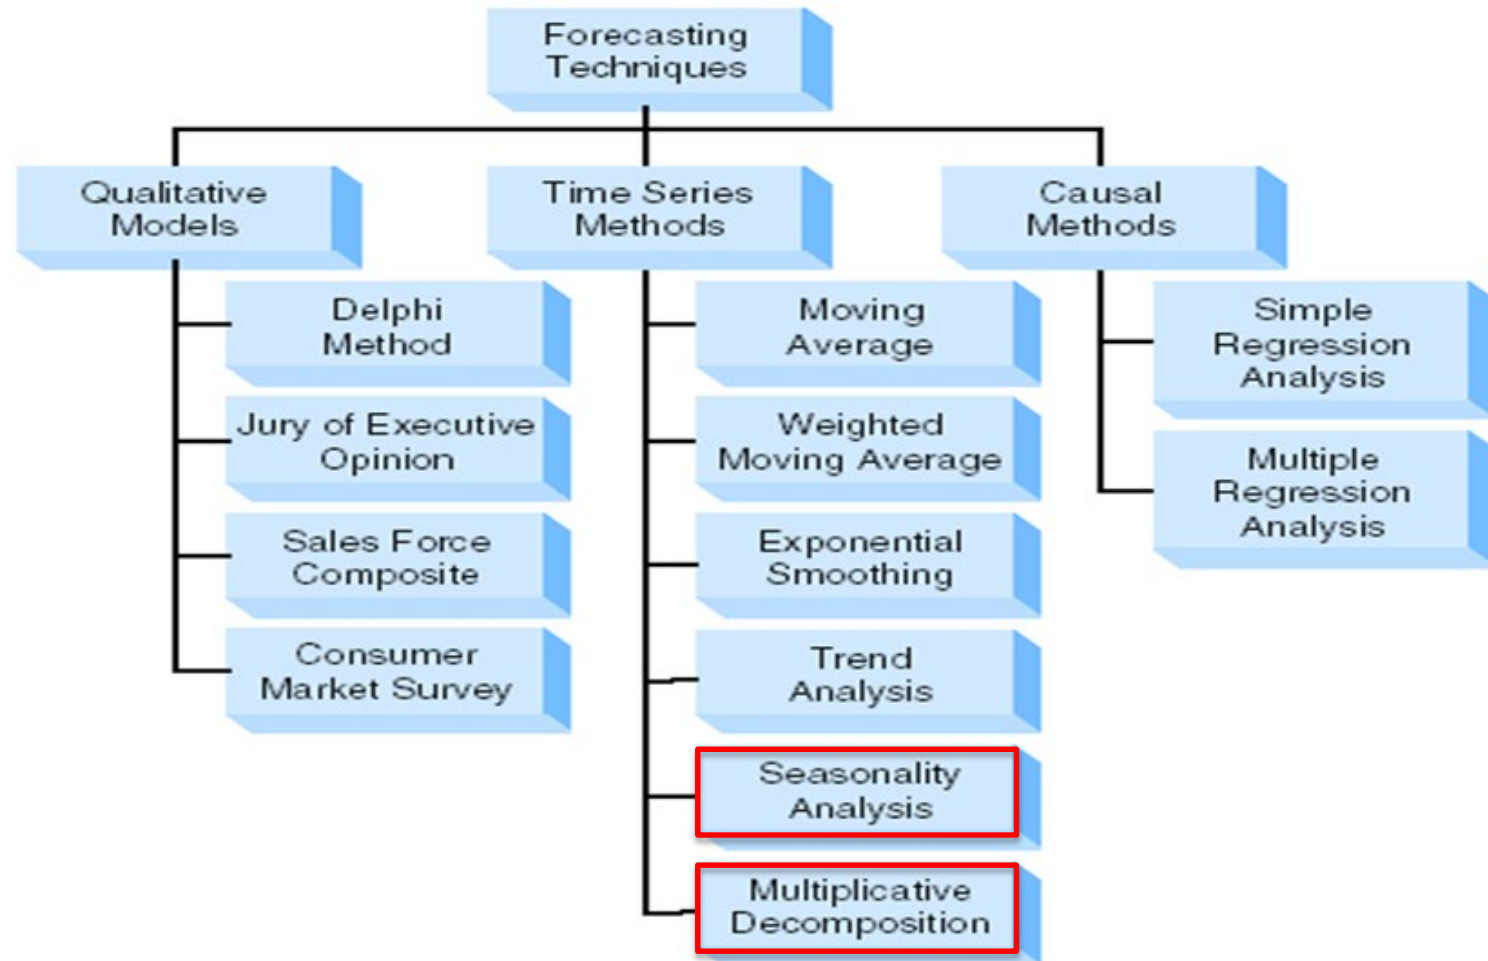 Forecasting
Techniques
Qualitative
Models
Time Series
Methods
Causal
Methods
Delphi
Method
Jury of Executive
Opinion
Sales Force
Composite
Consumer
Market Survey
Moving
Average
Weighted
Moving Average
Exponential
Smoothing
Trend
Analysis
Seasonality
Analysis
Multiplicative
Decomposition
Simple
Regression
Analysis
Multiple
Regression
Analysis